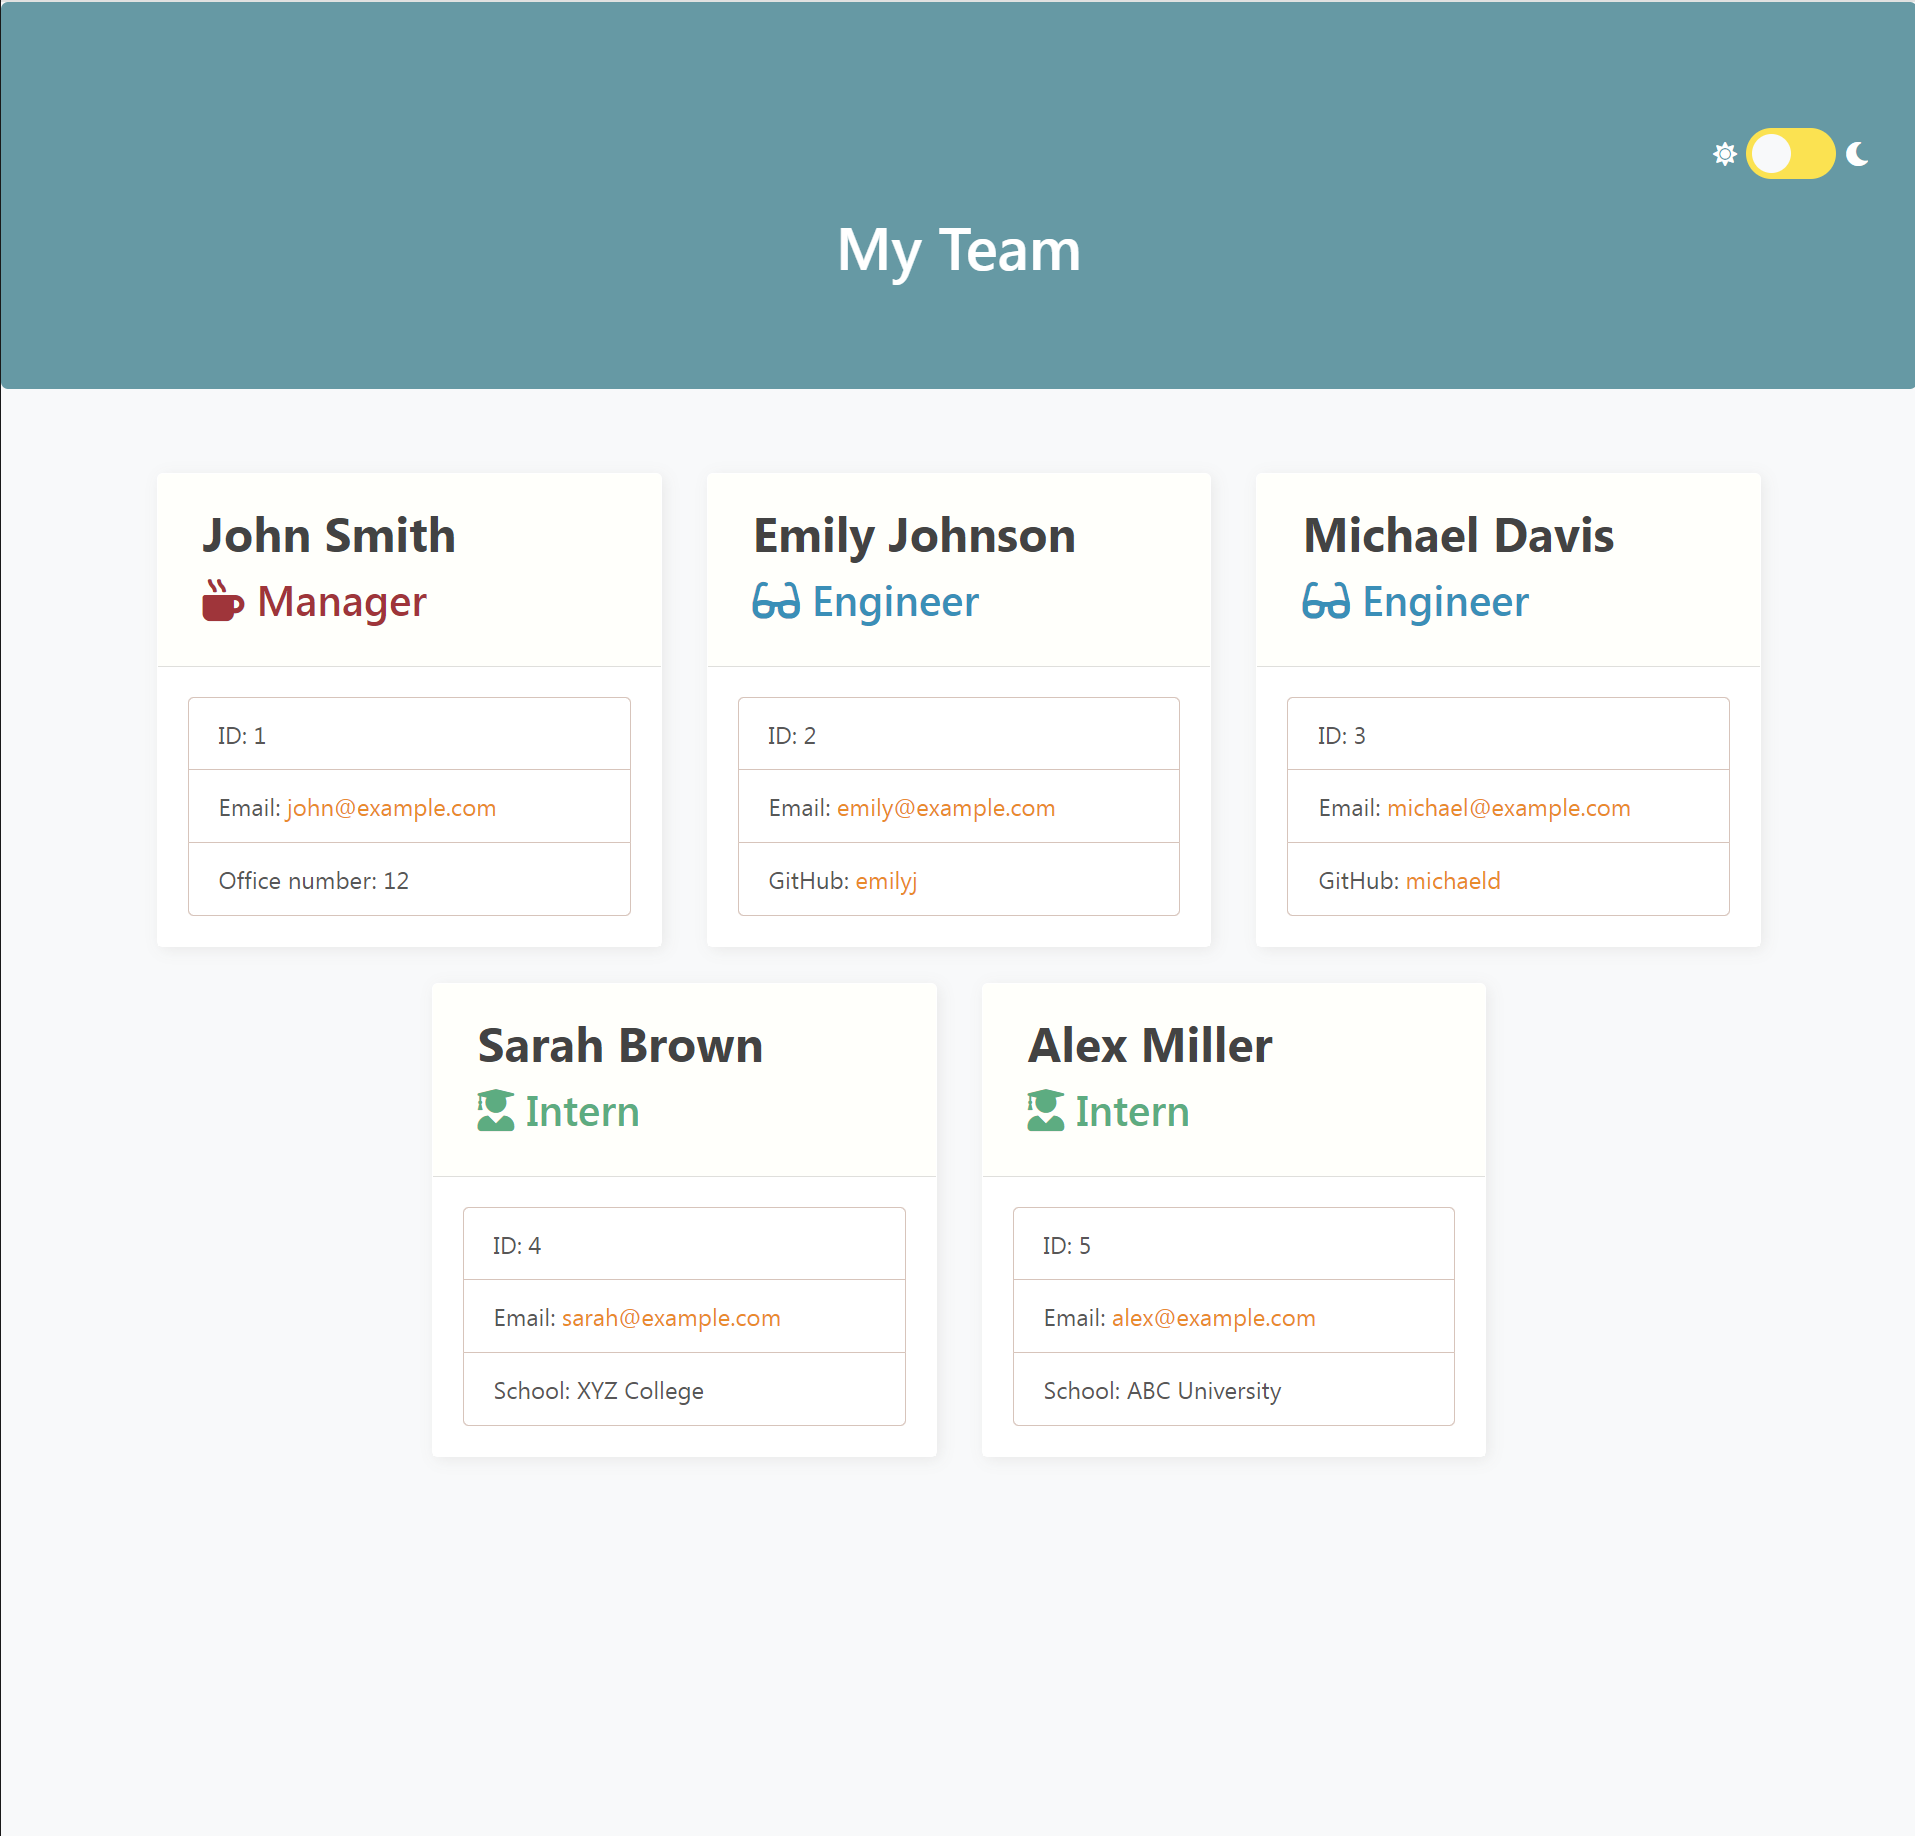 My Team
John Smith
Manager
ID: 1
Email: john@example.com
Office number: 12
Emily Johnson
Engineer
ID: 2
Email: emily@example.com
GitHub: emilyj
Michael Davis
Engineer
ID: 3
Email: michael@example.com
GitHub: michaeld
Sarah Brown
Intern
ID: 4
Email: sarah@example.com
School: XYZ College
Alex Miller
Intern
ID: 5
Email: alex@example.com
School: ABC University